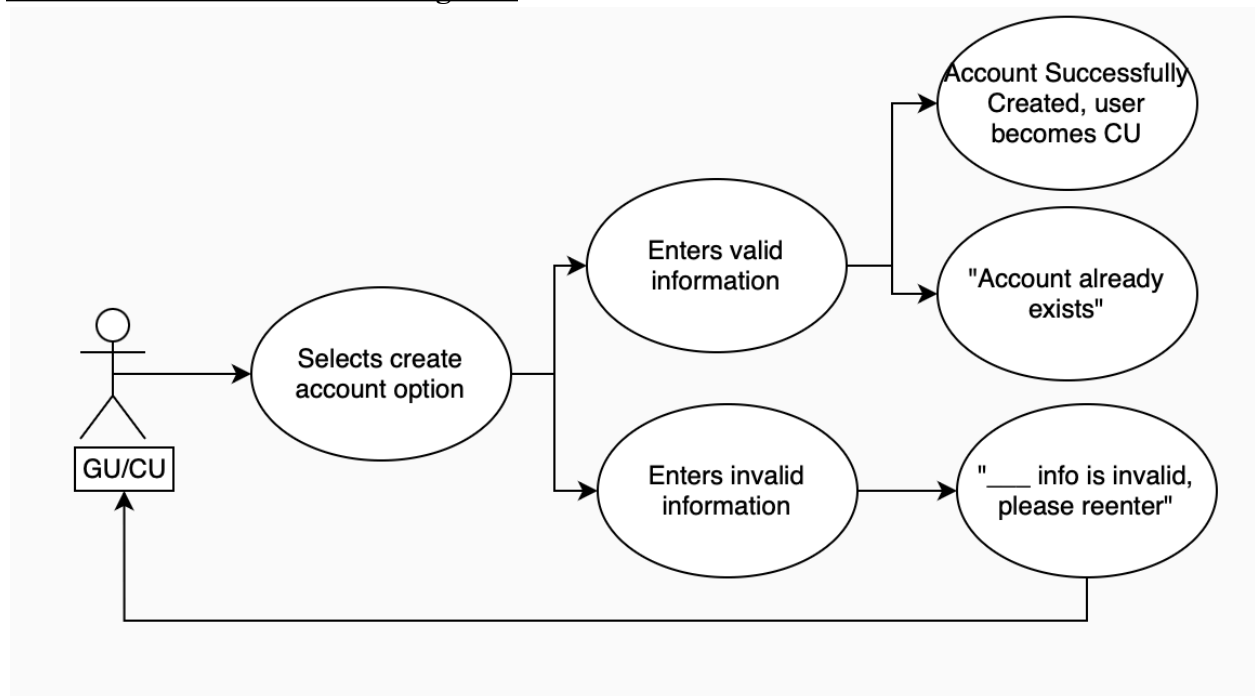 Account Successfully
Created, user
becomes CU
Enters valid
information
"Account already
exists"
Selects create
account option
GU/CU
Enters invalid
information
"___ info is invalid,
please reenter"